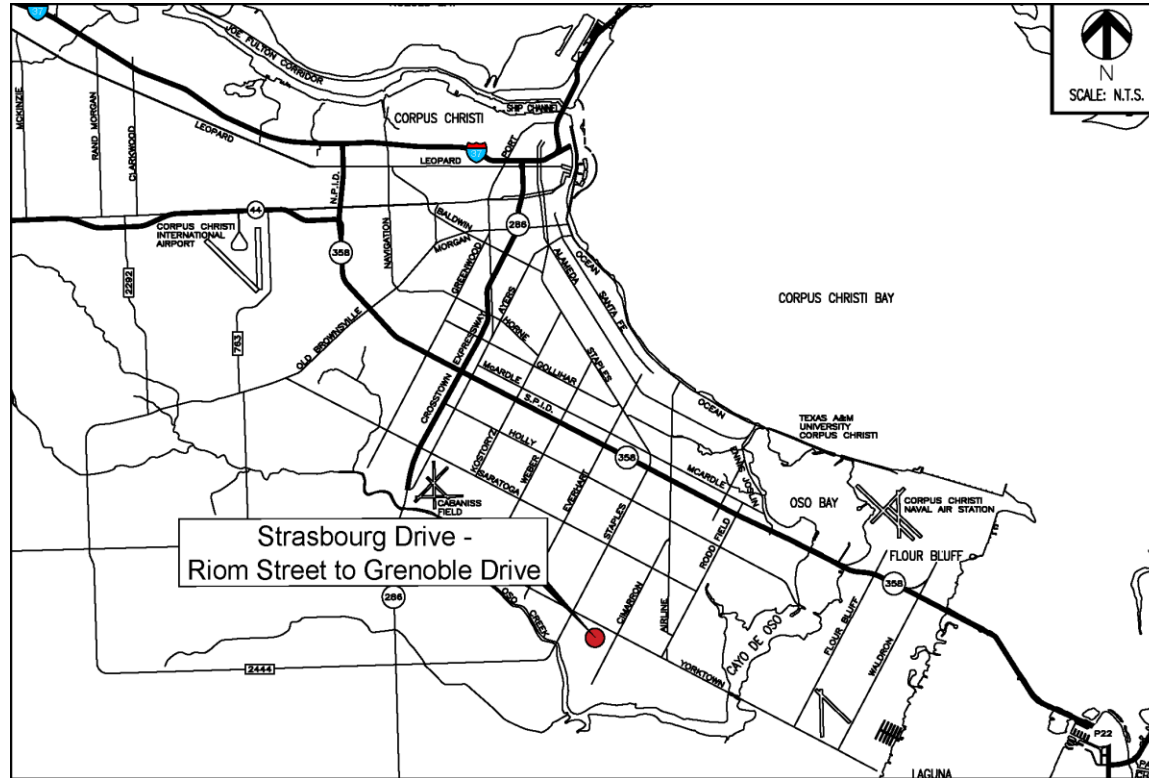 37
JOE FULTON CORRIDOR
N
SCALE: N.T.S.
SHIP CHANNEL
MCKINZIE
RAND MORGAN
CLARKWOOD
LEOPARD
CORPUS CHRISTI
PORT
37
LEOPARD
N.P.I.D.
44
CORPUS CHRISTI
INTERNATIONAL
AIRPORT
358
NAVIGATION
BALDWIN
MORGAN
GREENWOOD
286
ALAMEDA
OCEAN
SANTA FE
2292
763
OLD BROWNSVILLE
CROSSTOWN
EXPRESSWAY
AYERS
HORNE
GOLLIHAR
McARDLE
S.P.I.D.
STAPLES
CORPUS CHRISTI BAY
OCEAN
TEXAS A&M
UNIVERSITY
CORPUS CHRISTI
KOSTORYZ
HOLLY
WEBER
SARATOGA
EVERHART
358
MCARDLE
ENNIS JOSLIN
OSO BAY
CORPUS CHRISTI
NAVAL AIR STATION
CABANISS
FIELD
STAPLES
RODD FIELD
FLOUR BLUFF
Strasbourg Drive -
Riom Street to Grenoble Drive
286
OSO
CREEK
CIMARRON
AIRLINE
YORKTOWN
CAYO DE OSO
FLOUR BLUFF
WALDRON
358
2444
P22
LAGUNA